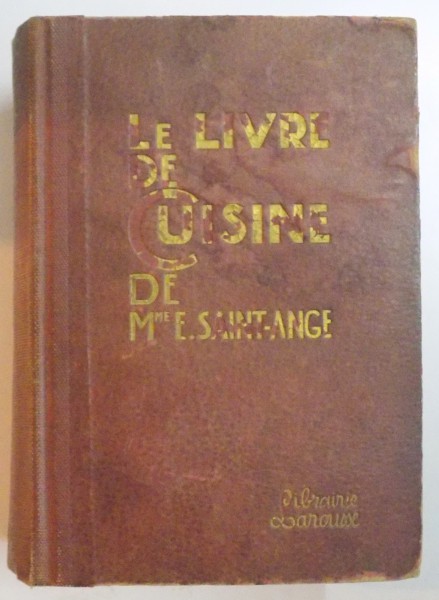 LE LIVRE
DE
CUISINE
DE
MME E. SAINT-ANGE
Librairie
Larousse